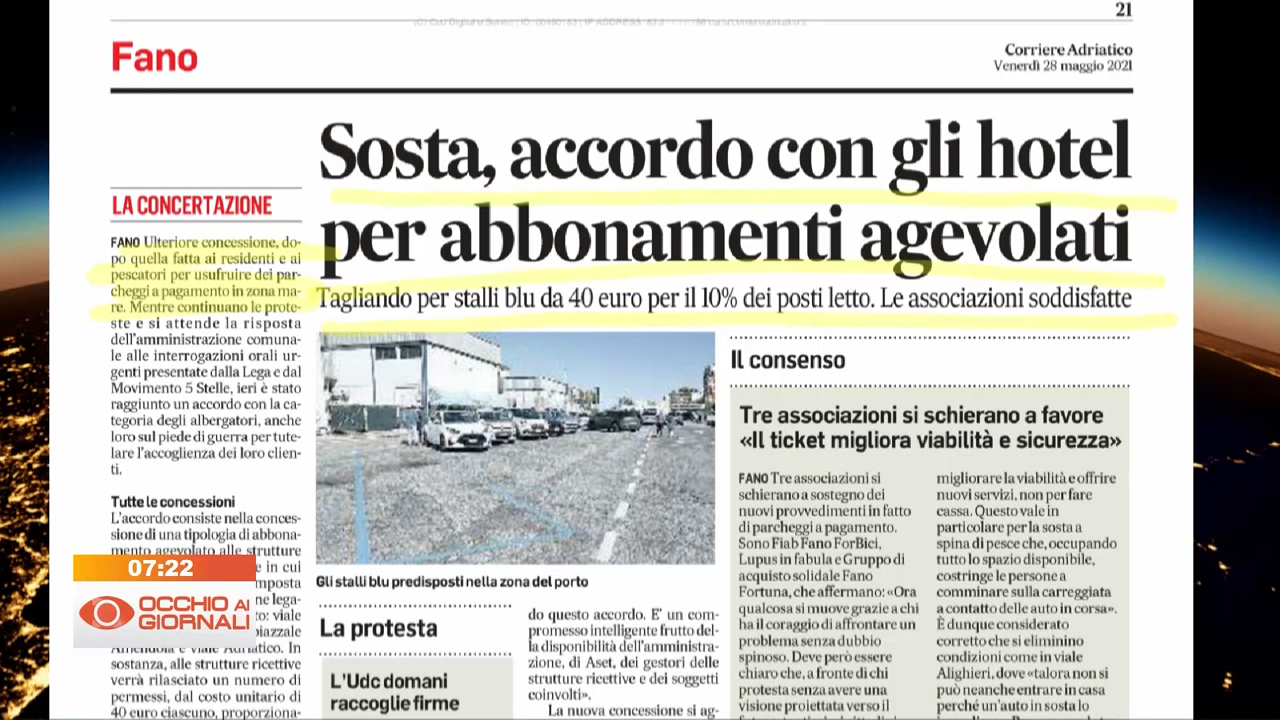 21
Fano
Corriere Adriatico
Venerdì 28 maggio 2021
Sosta, accordo con gli hotel
per abbonamenti agevolati
Tagliando per stalli blu da 40 euro per il 10% dei posti letto. Le associazioni soddisfatte
LA CONCERTAZIONE
FANO Ulteriore concessione, do-
po quella fatta ai residenti e ai
pescatori per usufruire dei par-
cheggi a pagamento in zona ma-
re. Mentre continuano le prote-
ste e si attende la risposta
dell'amministrazione comuna-
le alle interrogazioni orali ur-
genti presentate dalla Lega e dal
Movimento 5 Stelle, ieri è stato
raggiunto un accordo con la ca-
tegoria degli albergatori, anche
loro sul piede di guerra per tute-
lare l'accoglienza dei loro clien-
ti.
Tutte le concessioni
L'accordo consiste nella conces-
sione di una tipologia di abbona-
mento agevolato alle strutture
e in cui
mposta
ne lega-
to: viale
piazzale
Amendola e viale Adriatico. In
sostanza, alle strutture ricettive
verrà rilasciato un numero di
permessi, dal costo unitario di
40 euro ciascuno, proporziona-
07:22
OCCHIO AI
GIORNALI
Gli stalli blu predisposti nella zona del porto
La protesta
L'Udc domani
raccoglie firme
do questo accordo. E' un com-
promesso intelligente frutto del-
la disponibilità dell'amministra-
zione, di Aset, dei gestori delle
strutture ricettive e dei soggetti
coinvolti».
La nuova concessione si ag-
Il consenso
Tre associazioni si schierano a favore
«Il ticket migliora viabilità e sicurezza»
FANO Tre associazioni si
schierano a sostegno dei
nuovi provvedimenti in fatto
di parcheggi a pagamento.
Sono Fiab Fano ForBici,
Lupus in fabula e Gruppo di
acquisto solidale Fano
Fortuna, che affermano: «Ora
qualcosa si muove grazie a chi
ha il coraggio di affrontare un
problema senza dubbio
spinoso. Deve però essere
chiaro che, a fronte di chi
protesta senza avere una
visione proiettata verso il
migliorare la viabilità e offrire
nuovi servizi, non per fare
cassa. Questo vale in
particolare per la sosta a
spina di pesce che, occupando
tutto lo spazio disponibile,
costringe le persone a
camminare sulla carreggiata
a contatto delle auto in corsa».
È dunque considerato
corretto che si eliminino
condizioni come in viale
Alighieri, dove «talora non si
può neanche entrare in casa
perché un'auto in sosta lo